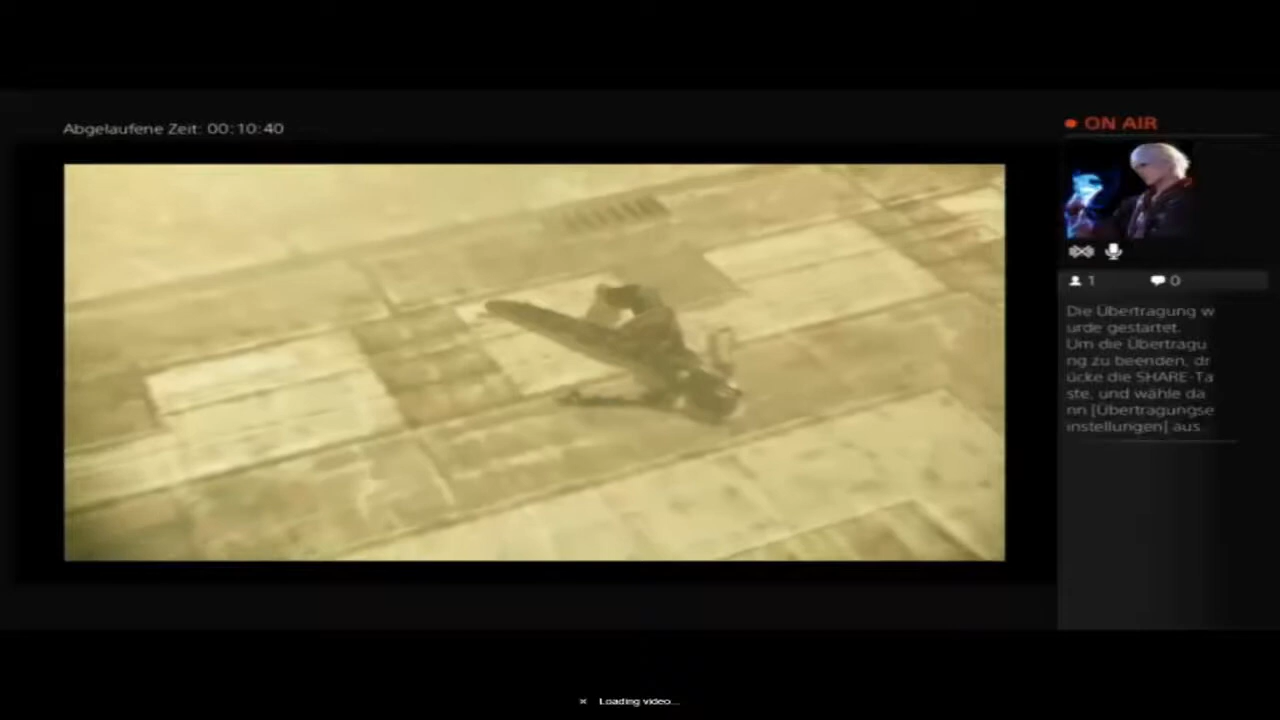 Abgelaufene Zeit: 00:10:40
ON AIR
1
0
Die Übertragung w
urde gestartet.
Um die Übertragu
ng zu beenden, dr
ücke die SHARE-Ta
ste, und wähle da
nn [Übertragungse
instellungen] aus.
Loading video...